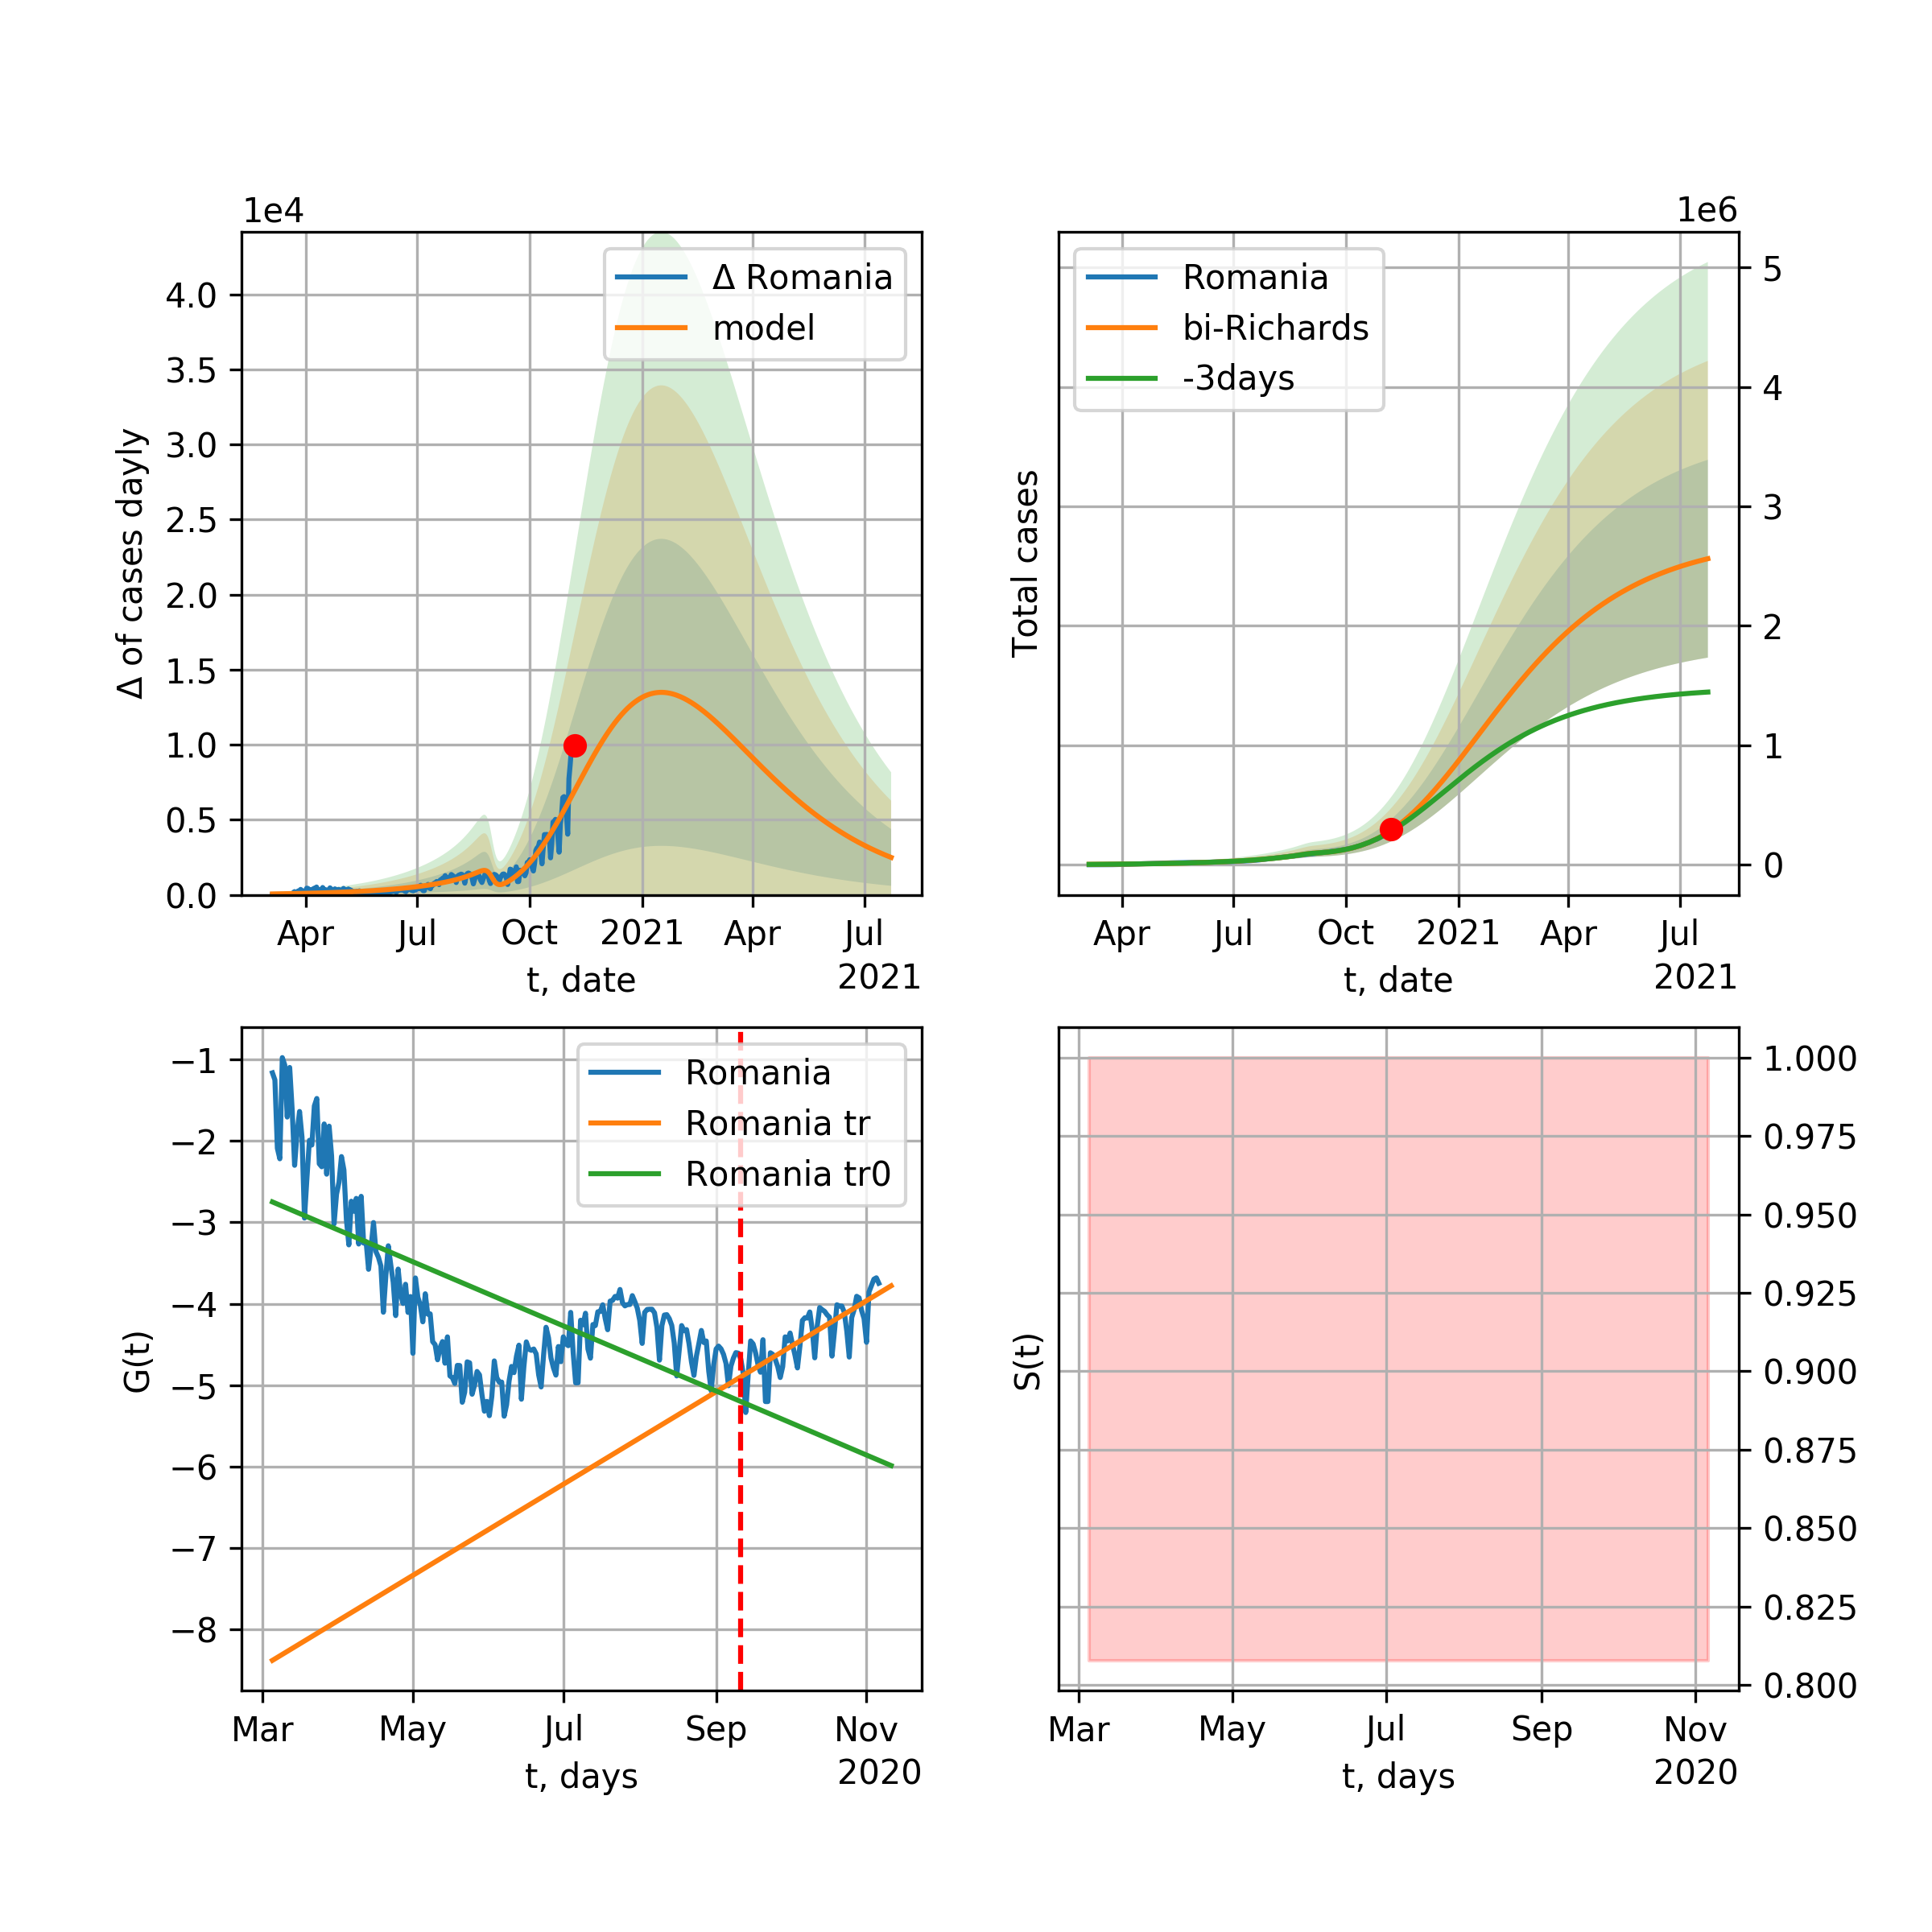 1e4
Δ of cases dayly
4.0
3.5
3.0
2.5
2.0
1.5
1.0
0.5
0.0
Δ Romania
model
Apr Jul Oct 2021 Apr Jul
2021
t, date
1e6
Total cases
Romania
bi-Richards
-3days
5
4
3
2
1
0
Apr Jul Oct 2021 Apr Jul
2021
t, date
G(t)
−1
−2
−3
−4
−5
−6
−7
−8
Romania
Romania tr
Romania tr0
Mar May Jul Sep Nov
2020
t, days
S(t)
1.000
0.975
0.950
0.925
0.900
0.875
0.850
0.825
0.800
Mar May Jul Sep Nov
2020
t, days